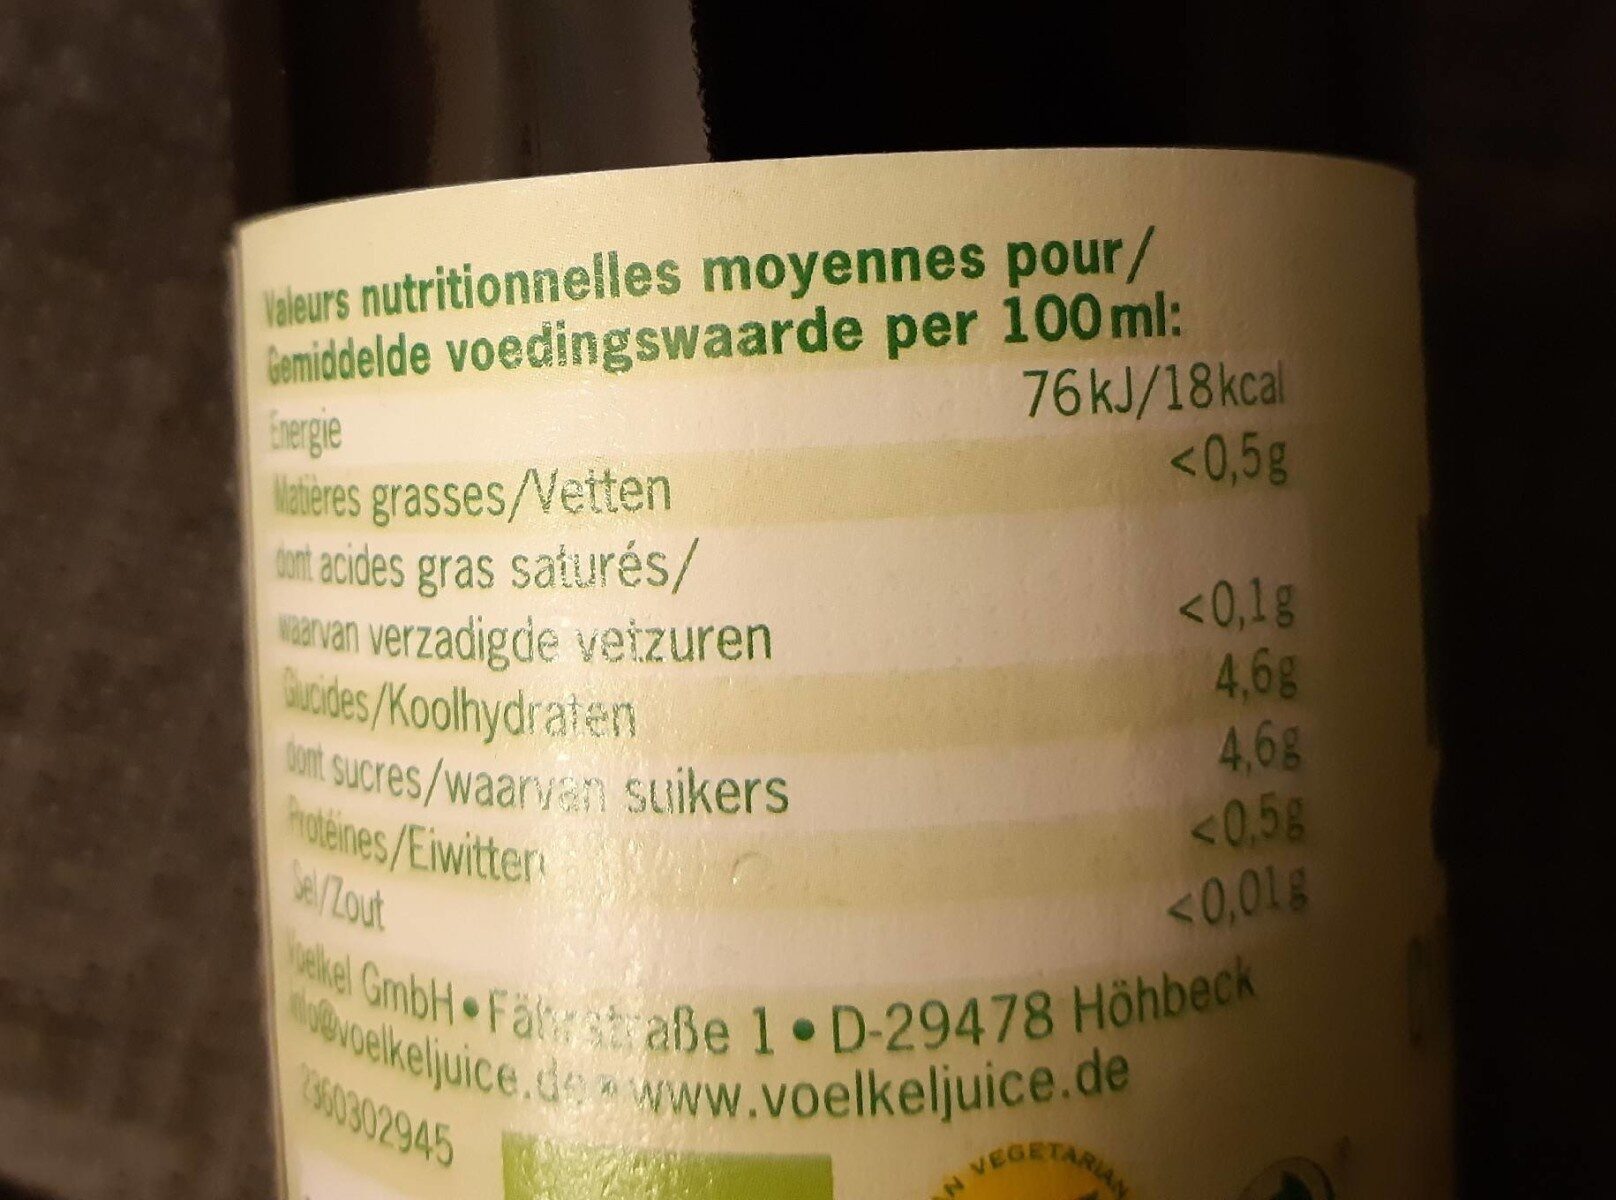 Valeurs nutritionnelles moyennes pour/
Gemiddelde voedingswaarde per 100ml:
Energie 76kJ/18kcal
Matières grasses/Vetten <0,5g
dont acides gras saturés/
waarvan verzadigde vetzuren <0,1g
Glucides/Koolhydraten 4,6g
dont sucres/waarvan suikers 4,6g
Protéines/Eiwitten <0,5g
Sel/Zout <0,01g
Voelkel GmbH • Fährstraße 1 • D-29478 Höhbeck
info@voelkeljuice.de • www.voelkeljuice.de
2360302945
VEGETARIAN